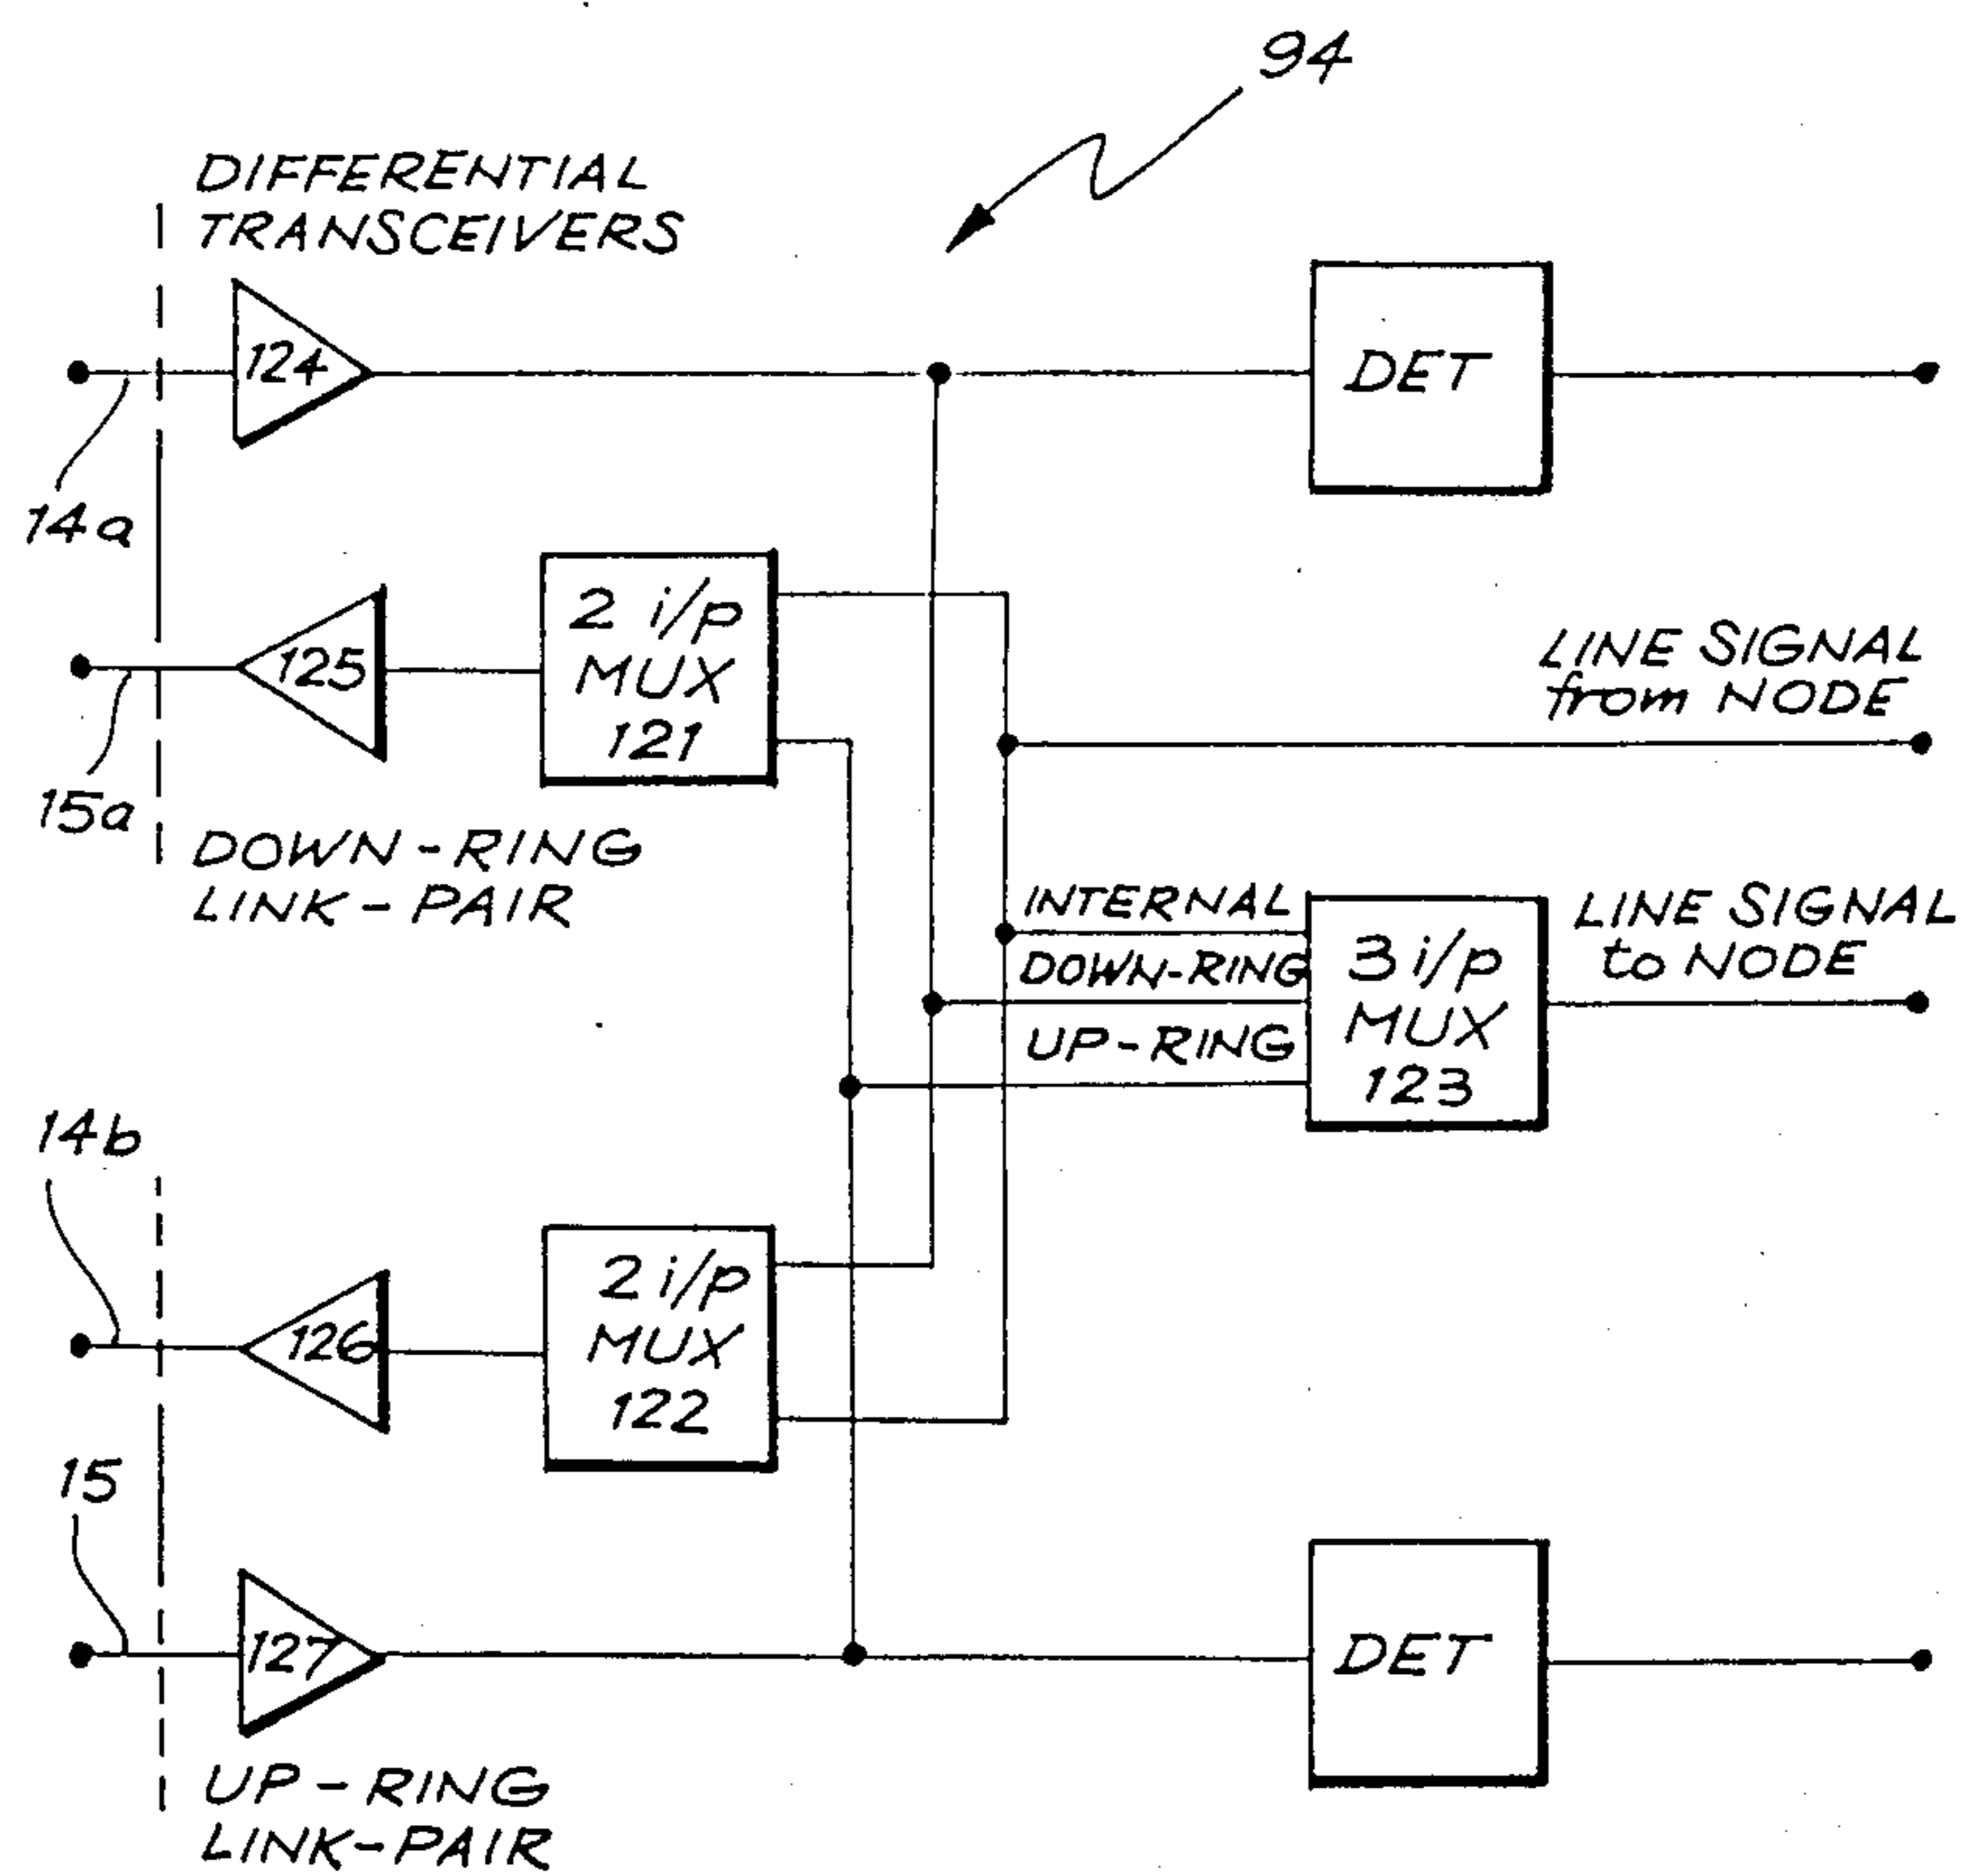 94
DIFFERENTIAL
TRANSCEIVERS
124
DET
14a
2 i/p
MUX
121
125
15a
LINE SIGNAL
from NODE
DOWN-RING
LINK-PAIR
INTERNAL
DOWN-RING
UP-RING
3 i/p
MUX
123
LINE SIGNAL
to NODE
14b
2 i/p
MUX
122
126
15
127
DET
UP-RING
LINK-PAIR